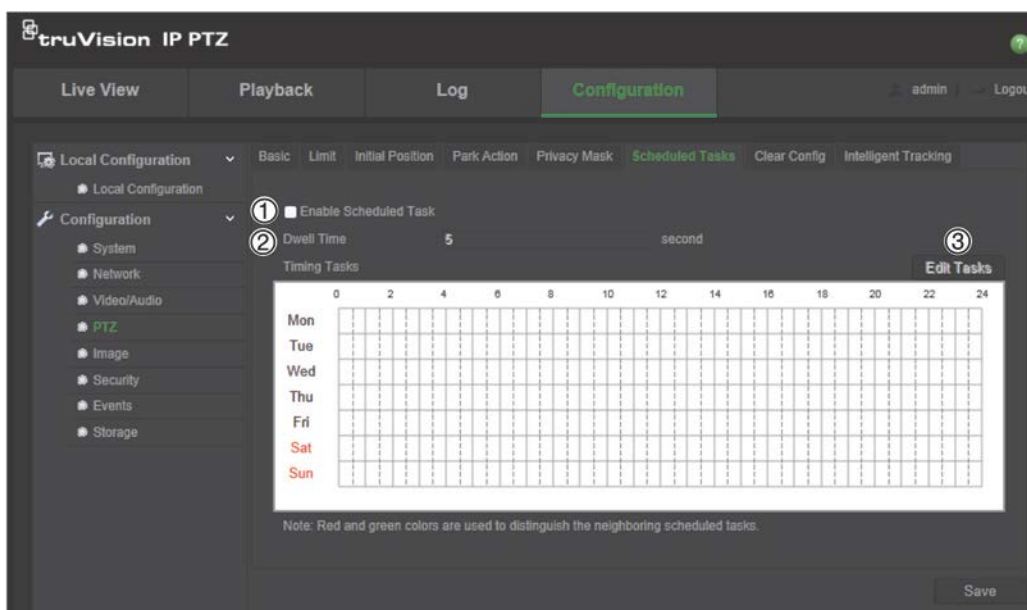 truVision IP PTZ
?
Live View Playback Log Configuration admin Logou
Local Configuration
Local Configuration
Configuration
System
Network
Video/Audio
PTZ
Image
Security
Events
Storage
Basic Limit Initial Position Park Action Privacy Mask Scheduled Tasks Clear Config Intelligent Tracking
① Enable Scheduled Task
② Dwell Time 5 second
③
Timing Tasks Edit Tasks
0 2 4 6 8 10 12 14 16 18 20 22 24
Mon
Tue
Wed
Thu
Fri
Sat
Sun
Note: Red and green colors are used to distinguish the neighboring scheduled tasks.
Save